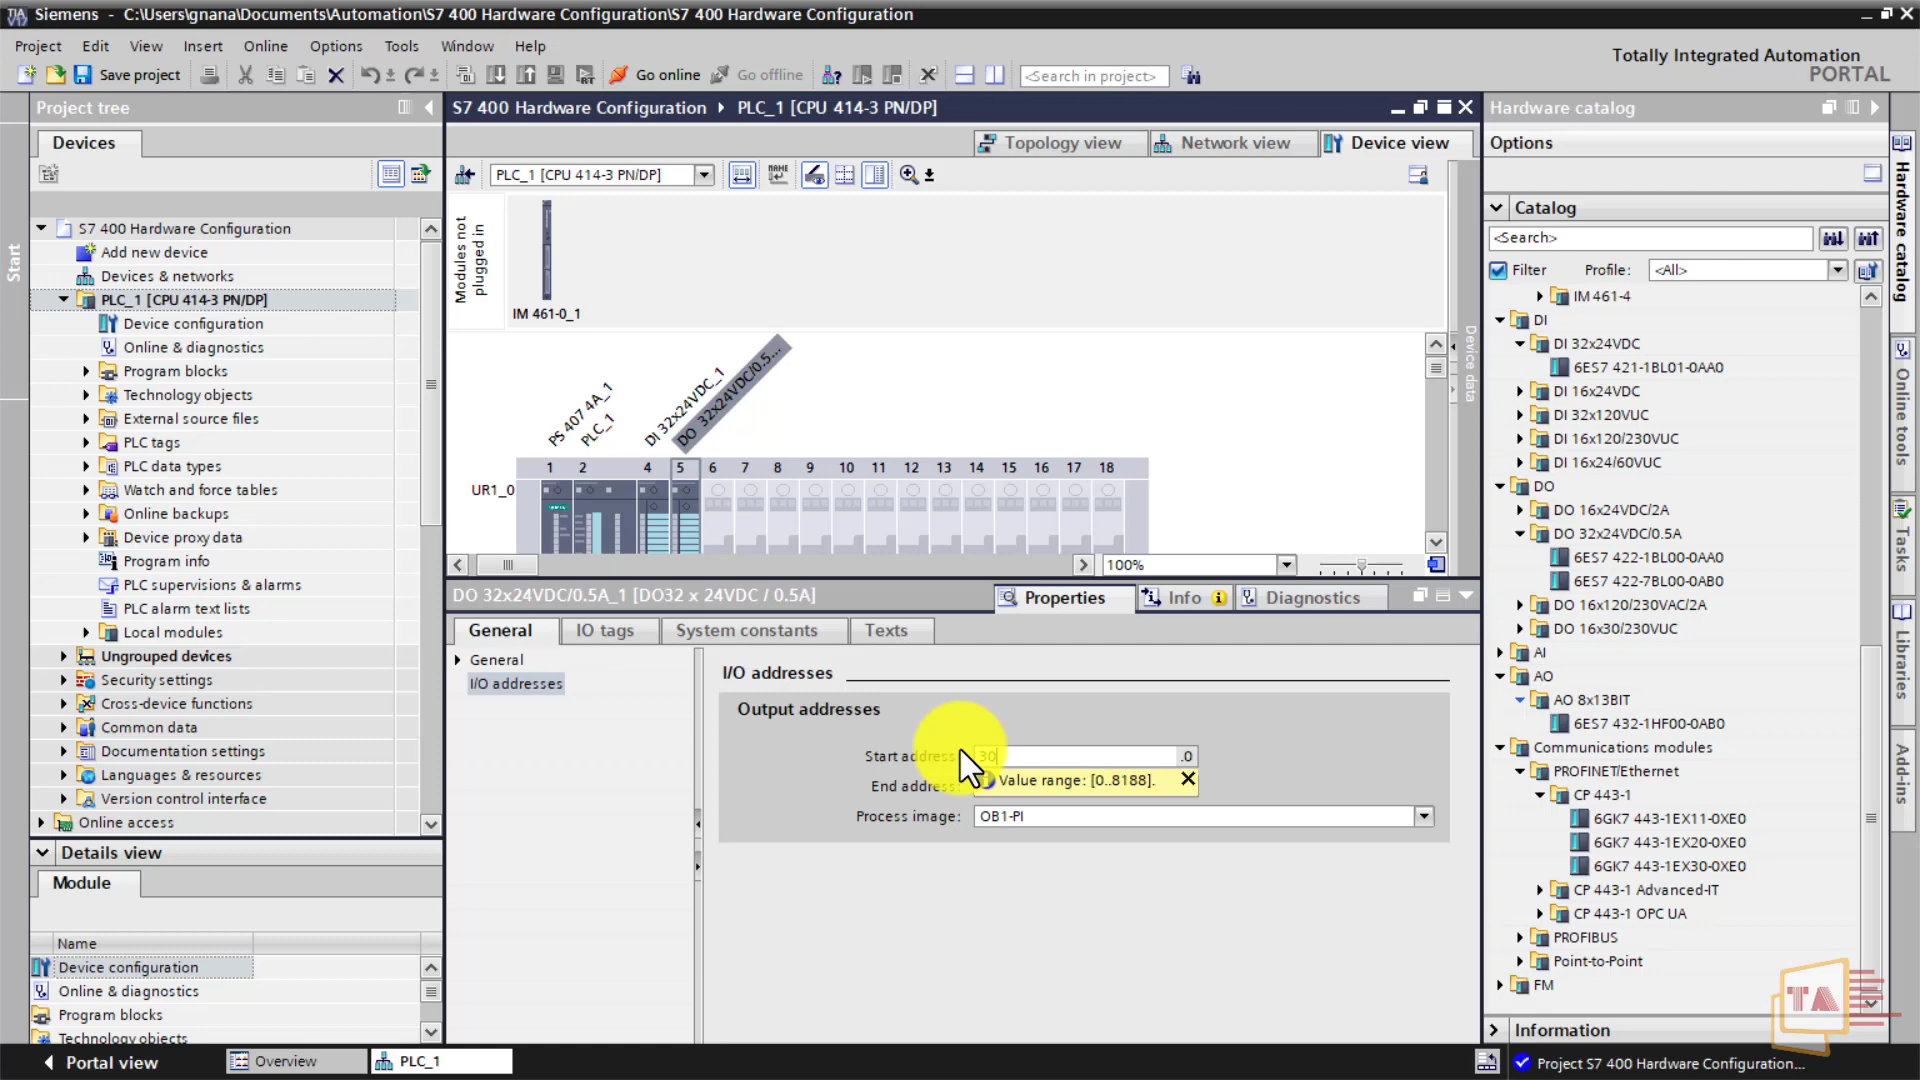 Siemens - C:\Users\gnana\Documents\Automation\S7 400 Hardware Configuration\S7 400 Hardware Configuration
Project Edit View Insert Online Options Tools Window Help
Totally Integrated Automation
PORTAL
Save project
Go online
Go offline
<Search in project>
Project tree
Devices
Start
S7 400 Hardware Configuration
Add new device
Devices & networks
PLC_1 [CPU 414-3 PN/DP]
Device configuration
Online & diagnostics
Program blocks
Technology objects
External source files
PLC tags
PLC data types
Watch and force tables
Online backups
Device proxy data
Program info
PLC supervisions & alarms
PLC alarm text lists
Local modules
Ungrouped devices
Security settings
Cross-device functions
Common data
Documentation settings
Languages & resources
Version control interface
Online access
Details view
Module
Name
Device configuration
Online & diagnostics
Program blocks
Technology objects
S7 400 Hardware Configuration PLC_1 [CPU 414-3 PN/DP]
Topology view Network view Device view
PLC_1 [CPU 414-3 PN/DP]
NAME
Modules not
plugged in
IM 461-0_1
PS 407 4A_1
PLC_1
DI 32x24VDC_1
DO 32x24VDC/0.5...
1 2 4 5 6 7 8 9 10 11 12 13 14 15 16 17 18
UR1_0
100%
Device data
DO 32x24VDC/0.5A_1 [DO32 x 24VDC / 0.5A]
Properties Info Diagnostics
General IO tags System constants Texts
General
I/O addresses
I/O addresses
Output addresses
Start address: 30 .0
End address:
Value range: [0..8188].
Process image: OB1-PI
Hardware catalog
Options
Catalog
<Search>
Filter Profile: <All>
IM 461-4
DI
DI 32x24VDC
6ES7 421-1BL01-0AA0
DI 16x24VDC
DI 32x120VUC
DI 16x120/230VUC
DI 16x24/60VUC
DO
DO 16x24VDC/2A
DO 32x24VDC/0.5A
6ES7 422-1BL00-0AA0
6ES7 422-7BL00-0AB0
DO 16x120/230VAC/2A
DO 16x30/230VUC
AI
AO
AO 8x13BIT
6ES7 432-1HF00-0AB0
Communications modules
PROFINET/Ethernet
CP 443-1
6GK7 443-1EX11-0XE0
6GK7 443-1EX20-0XE0
6GK7 443-1EX30-0XE0
CP 443-1 Advanced-IT
CP 443-1 OPC UA
PROFIBUS
Point-to-Point
FM
Information
Hardware catalog
Online tools
Tasks
Libraries
Add-ins
TA
Portal view
Overview
PLC_1
Project S7 400 Hardware Configuration...